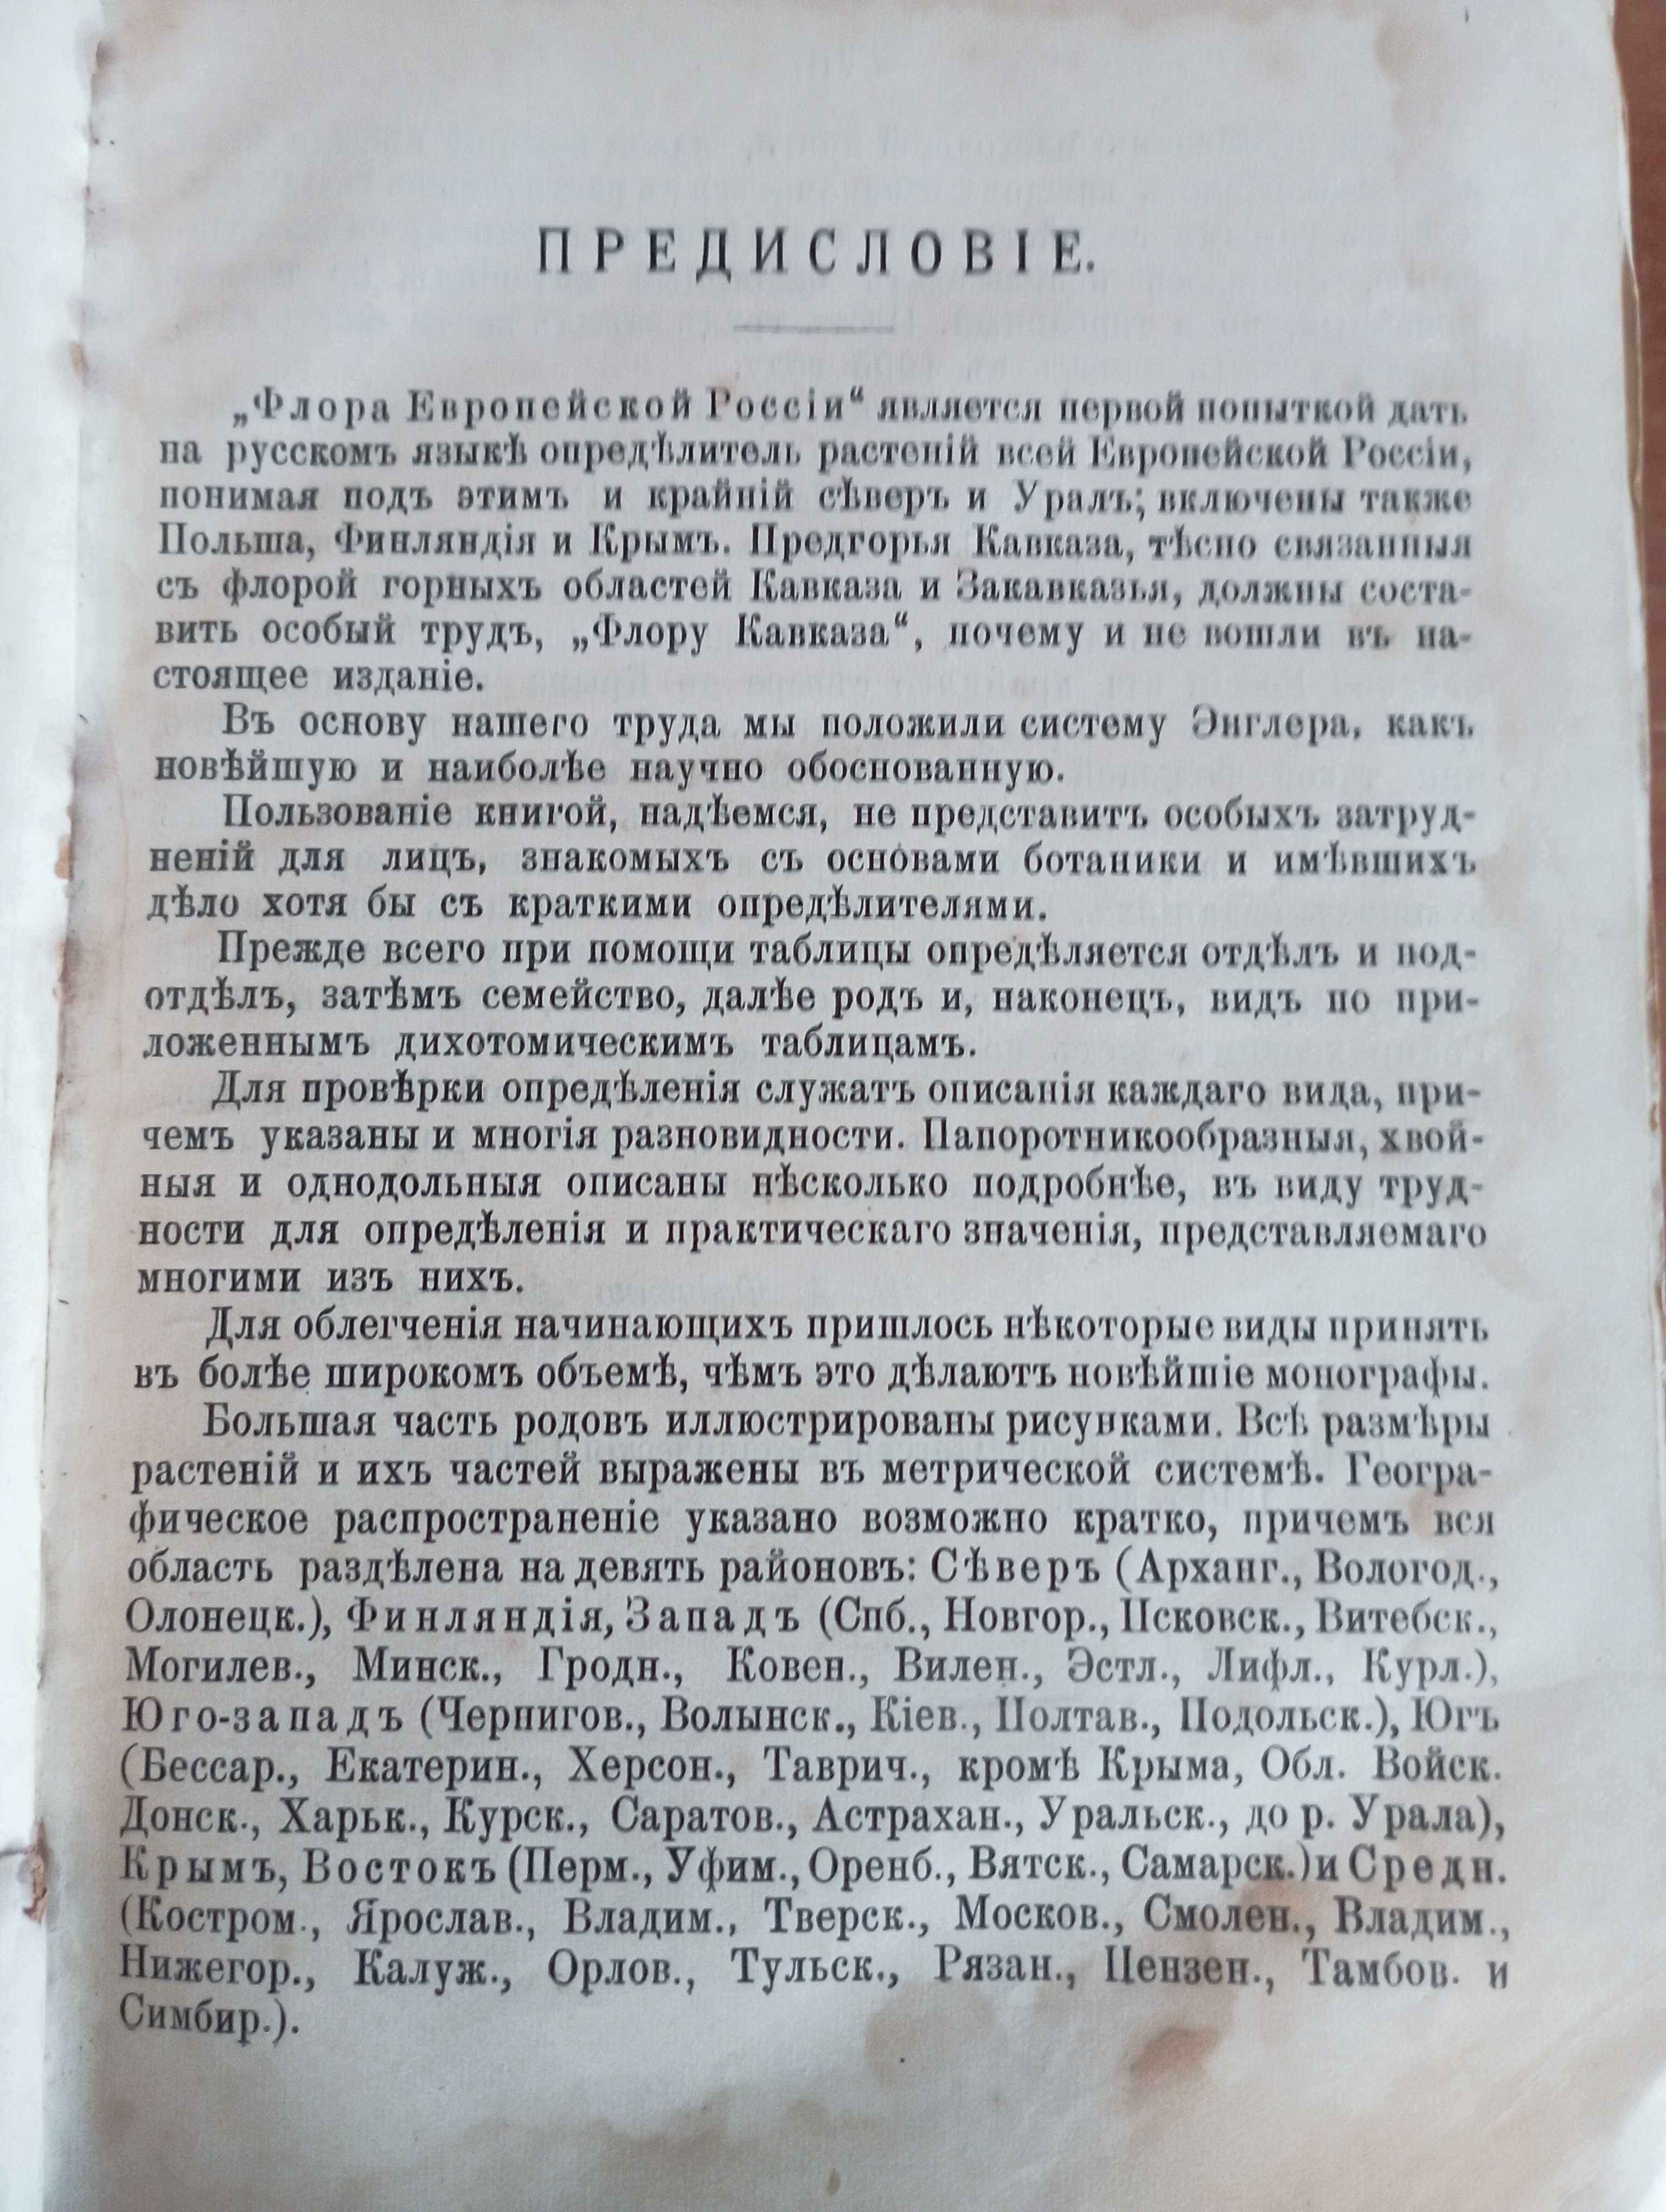 ПРЕДИСЛОВІЕ.
„Флора Европейской Россіи“ является первой попыткой дать
на русскомъ языкѣ опредѣлитель растеній всей Европейской Россіи,
понимая подъ этимъ и крайній сѣверъ и Уралъ; включены также
Польша, Финляндія и Крымъ. Предгорья Кавказа, тѣсно связанныя
съ флорой горныхъ областей Кавказа и Закавказья, должны соста-
вить особый трудъ, „Флору Кавказа“, почему и не вошли въ на-
стоящее изданіе.
Въ основу нашего труда мы положили систему Энглера, какъ
новѣйшую и наиболѣе научно обоснованную.
Пользованіе книгой, надѣемся, не представитъ особыхъ затруд-
неній для лицъ, знакомыхъ съ основами ботаники и имѣвшихъ
дѣло хотя бы съ краткими опредѣлителями.
Прежде всего при помощи таблицы опредѣляется отдѣлъ и под-
отдѣлъ, затѣмъ семейство, далѣе родъ и, наконецъ, видъ по при-
ложеннымъ дихотомическимъ таблицамъ.
Для провѣрки опредѣленія служатъ описанія каждаго вида, при-
чемъ указаны и многія разновидности. Папоротникообразныя, хвой-
ныя и однодольныя описаны нѣсколько подробнѣе, въ виду труд-
ности для опредѣленія и практическаго значенія, представляемаго
многими изъ нихъ.
Для облегченія начинающихъ пришлось нѣкоторые виды принять
въ болѣе широкомъ объемѣ, чѣмъ это дѣлаютъ новѣйшіе монографы.
Большая часть родовъ иллюстрированы рисунками. Всѣ размѣры
растеній и ихъ частей выражены въ метрической системѣ. Геогра-
фическое распространеніе указано возможно кратко, причемъ вся
область раздѣлена на девять районовъ: Сѣверъ (Арханг., Вологод.,
Олонецк.), Финляндія, Западъ (Спб., Новгор., Псковск., Витебск.,
Могилев., Минск., Гродн., Ковен., Вилен., Эстл., Лифл., Курл.),
Юго-западъ (Чернигов., Волынск., Кіев., Полтав., Подольск.), Югъ
(Бессар., Екатерин., Херсон., Таврич., кромѣ Крыма, Обл. Войск.
Донск., Харьк., Курск., Саратов., Астрахан., Уральск., до р. Урала),
Крымъ, Востокъ (Перм., Уфим., Оренб., Вятск., Самарск.) и Средн.
(Костром., Ярослав., Владим., Тверск., Москов., Смолен., Владим.,
Нижегор., Калуж., Орлов., Тульск., Рязан., Пензен., Тамбов. и
Симбир.).